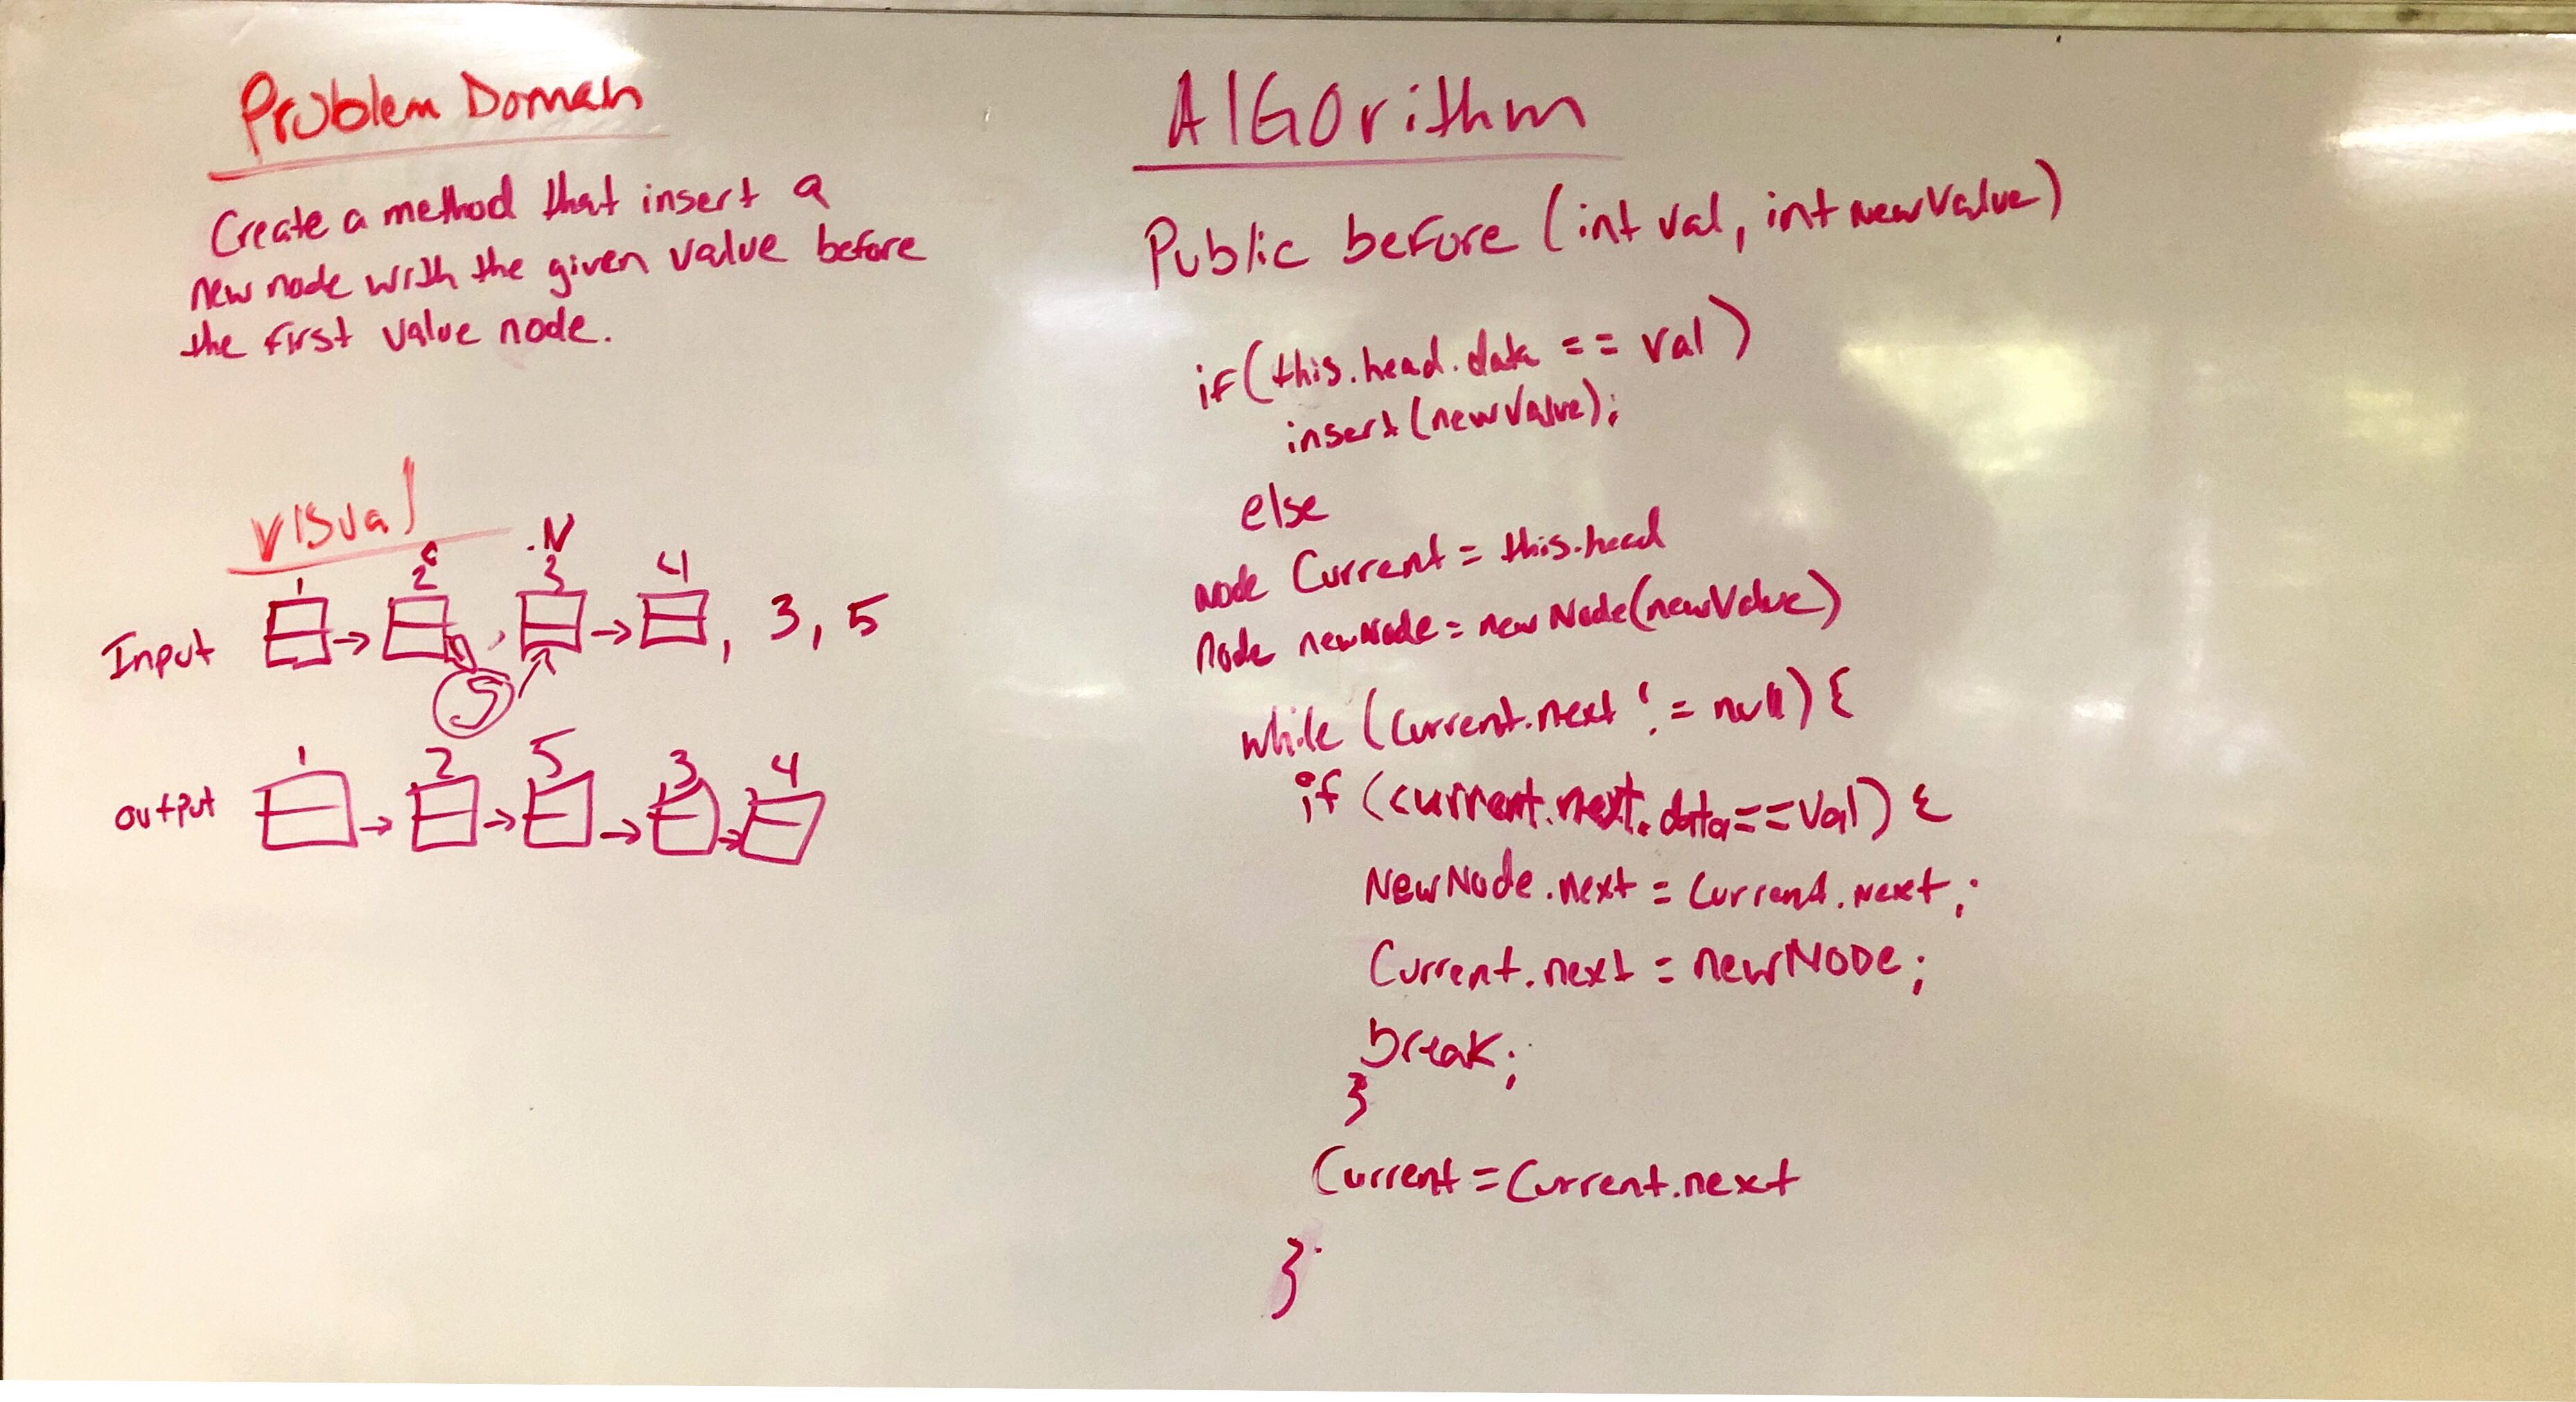 Problem Domain
Create a method that insert a
new node with the given value before
the first value node.
Visual
c N
1 2 3 4
Input , 3, 5
5
1 2 5 3 4
output
AlGOrithm
Public before (int val, int newValue)
if(this.head.data == val)
insert(newValue);
else
node Current = this.head
Node newNode = new Node(newValue)
while (current.next != null) {
if (current.next.data==val) {
NewNode.next = Current.next;
Current.next = newNODE;
break;
}
Current = Current.next
}